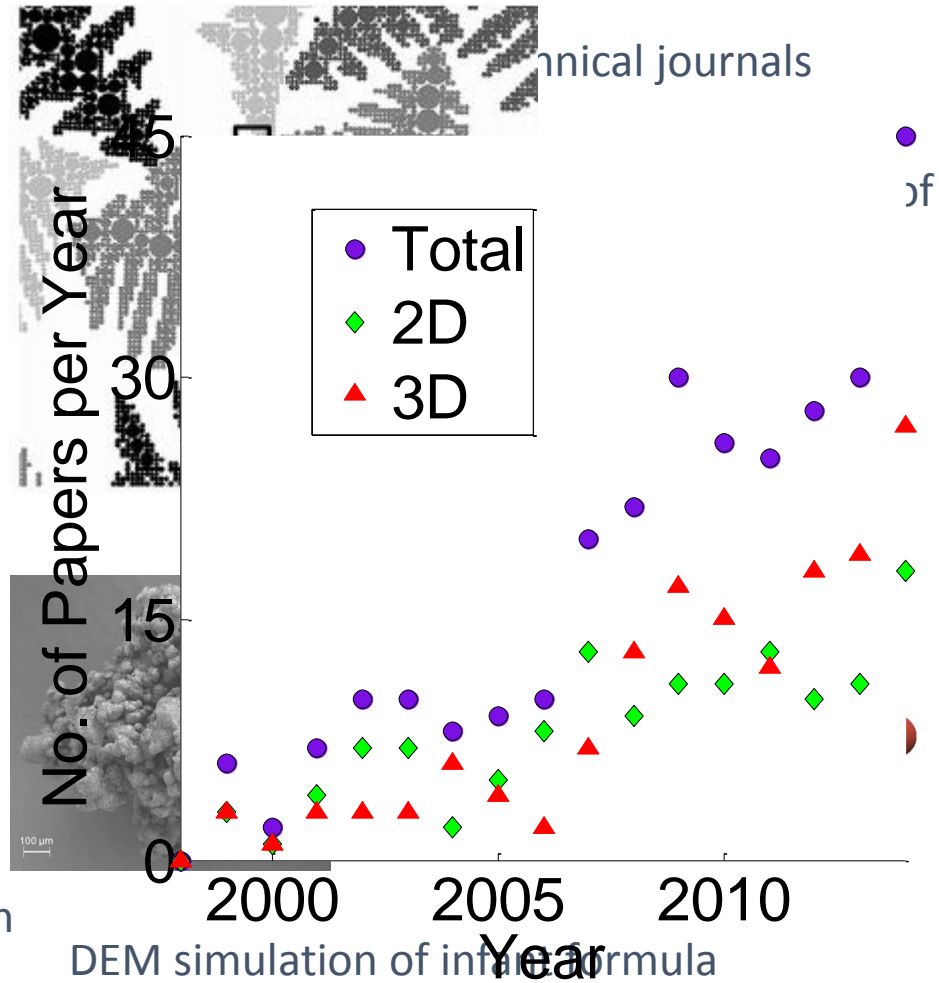 journals
45
of
No. of Papers per Year
Total
2D
30
3D
15
100 µm
0
2000 2005 2010
Year
DEM simulation of infant formula